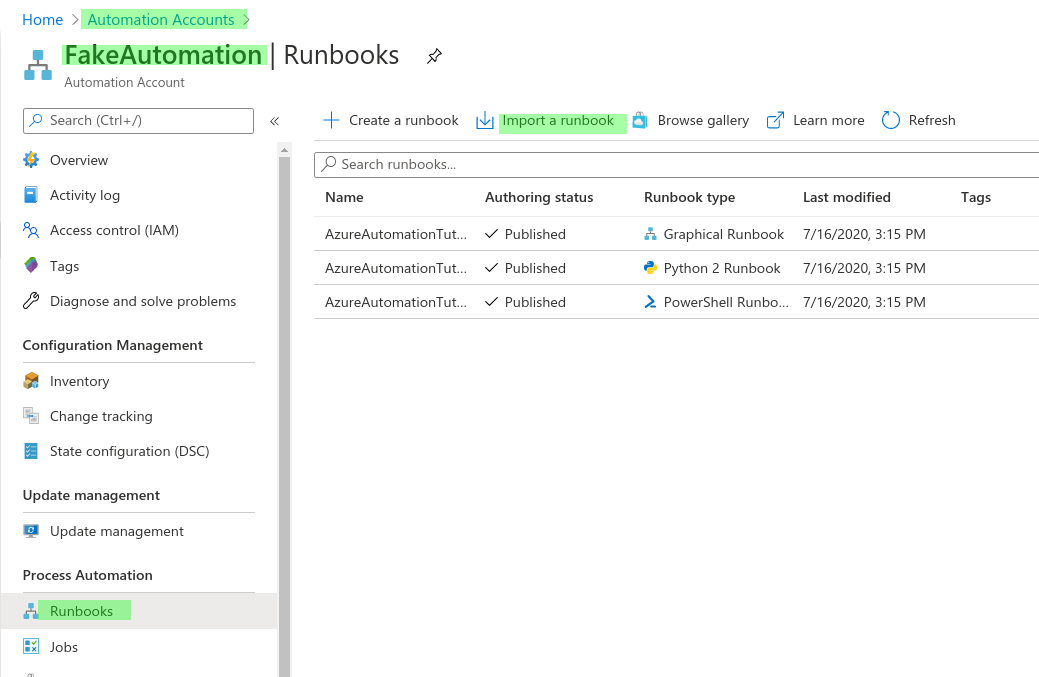 Home > Automation Accounts >
FakeAutomation | Runbooks
Automation Account
Search (Ctrl+/)
«
Create a runbook Import a runbook Browse gallery Learn more Refresh
Search runbooks...
Overview
Activity log
Access control (IAM)
Tags
Diagnose and solve problems
Configuration Management
Inventory
Change tracking
State configuration (DSC)
Update management
Update management
Process Automation
Runbooks
Jobs
Name Authoring status Runbook type Last modified Tags
AzureAutomationTut... Published Graphical Runbook 7/16/2020, 3:15 PM
AzureAutomationTut... Published Python 2 Runbook 7/16/2020, 3:15 PM
AzureAutomationTut... Published PowerShell Runbo... 7/16/2020, 3:15 PM